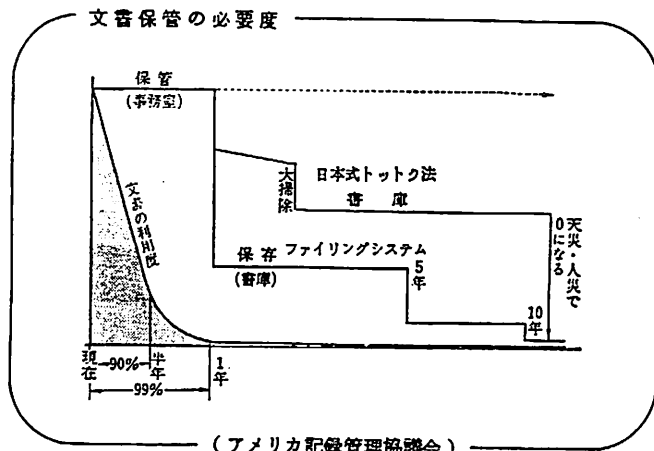 文書保管の必要度
保管
(事務室)
文書の利用度
大掃除
日本式トットク法
書庫
保存 ファイリングシステム
(書庫)
5年
10年
天災・人災で
0になる
現在
90%
半年
99%
1年
(アメリカ記録管理協議会)